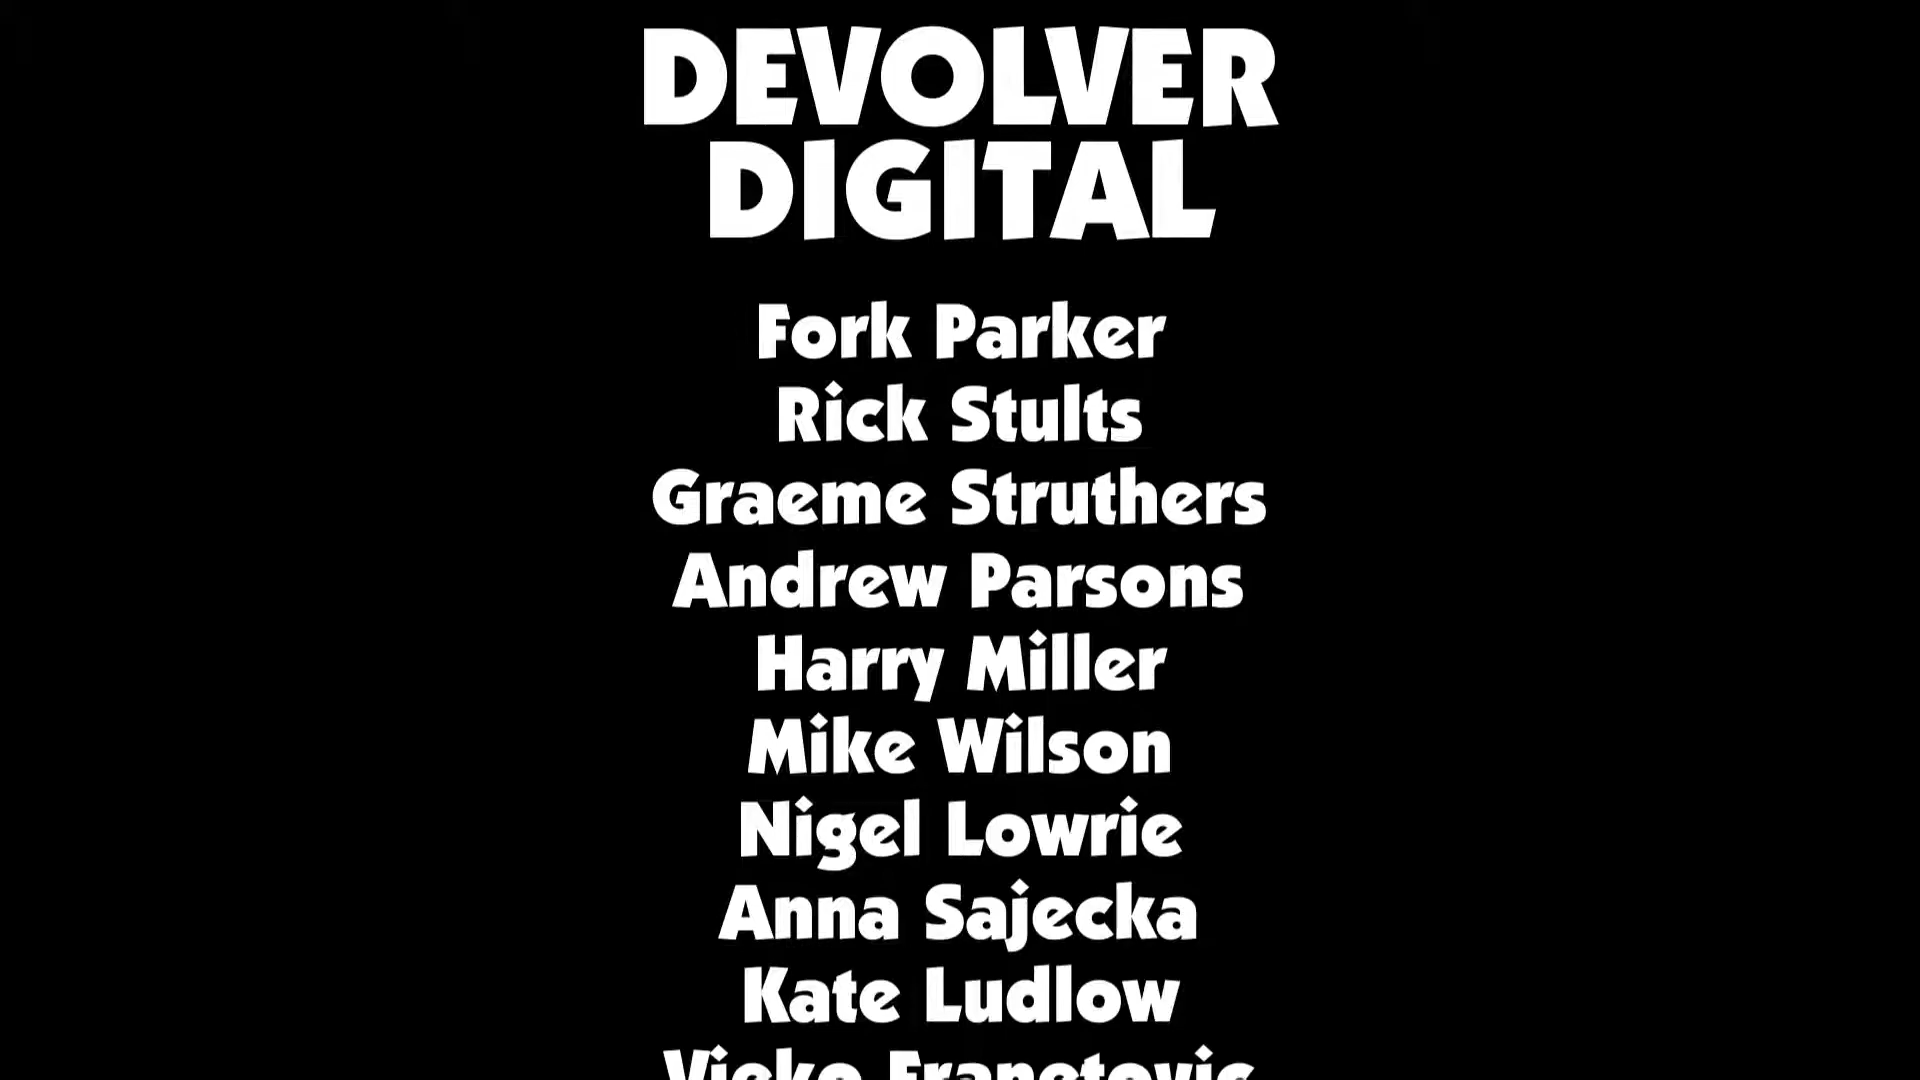 DEVOLVER
DIGITAL
Fork Parker
Rick Stults
Graeme Struthers
Andrew Parsons
Harry Miller
Mike Wilson
Nigel Lowrie
Anna Sajecka
Kate Ludlow